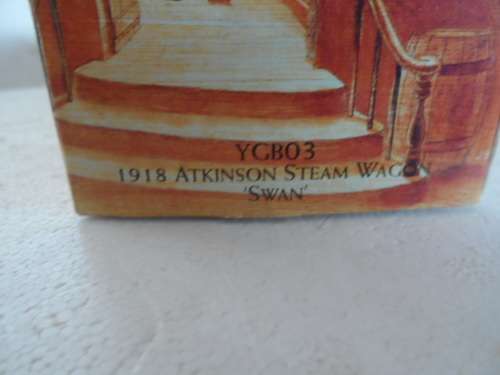 YGB03
1918 ATKINSON STEAM WAGON
'SWAN'